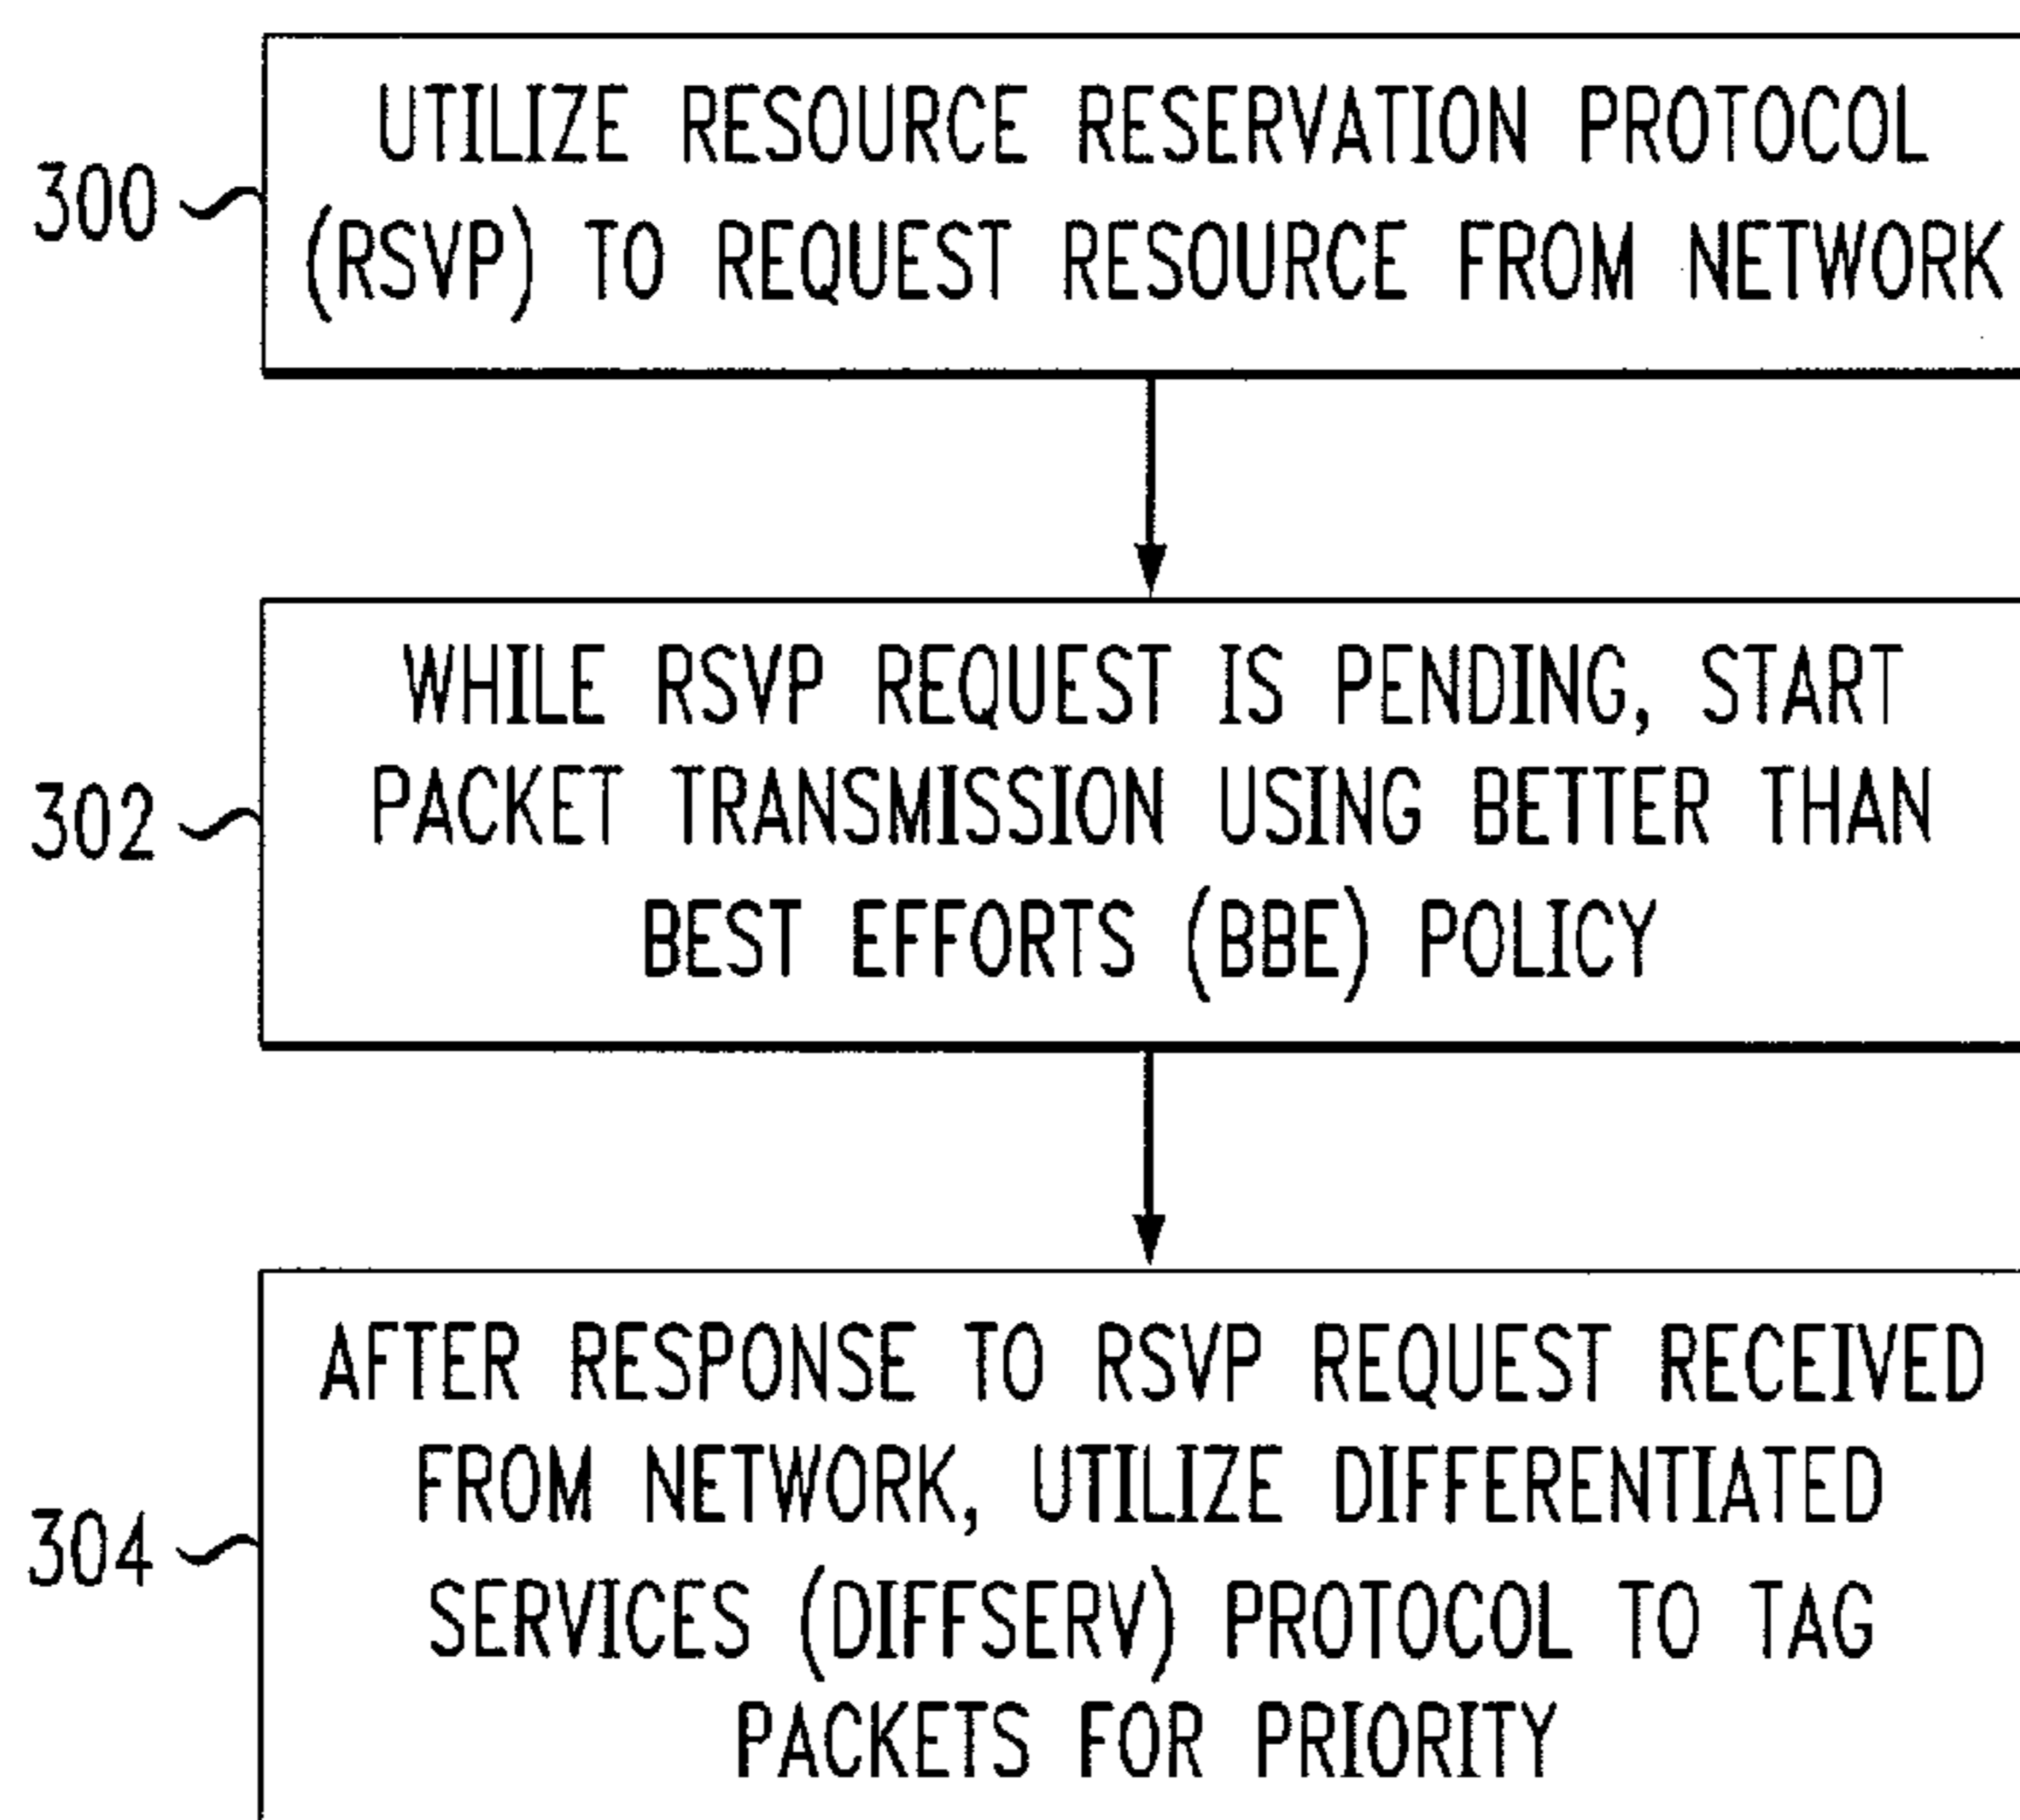 300
UTILIZE RESOURCE RESERVATION PROTOCOL
(RSVP) TO REQUEST RESOURCE FROM NETWORK
302
WHILE RSVP REQUEST IS PENDING, START
PACKET TRANSMISSION USING BETTER THAN
BEST EFFORTS (BBE) POLICY
304
AFTER RESPONSE TO RSVP REQUEST RECEIVED
FROM NETWORK, UTILIZE DIFFERENTIATED
SERVICES (DIFFSERV) PROTOCOL TO TAG
PACKETS FOR PRIORITY